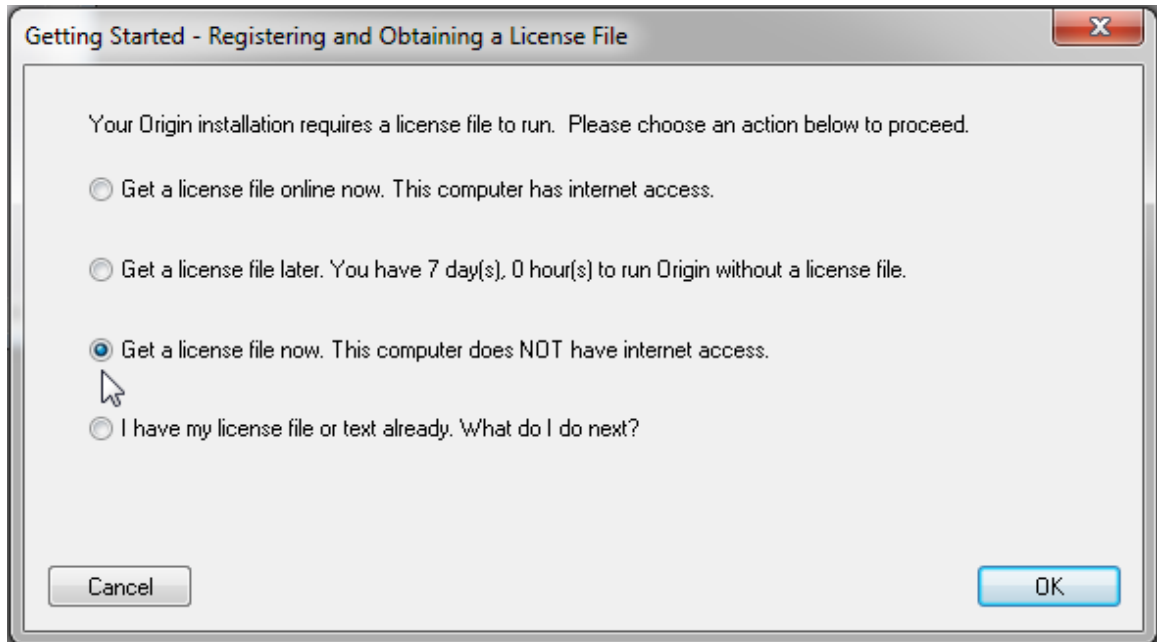 Getting Started - Registering and Obtaining a License File
Your Origin installation requires a license file to run.  Please choose an action below to proceed.
Get a license file online now. This computer has internet access.
Get a license file later. You have 7 day(s), 0 hour(s) to run Origin without a license file.
Get a license file now. This computer does NOT have internet access.
I have my license file or text already. What do I do next?
Cancel
OK